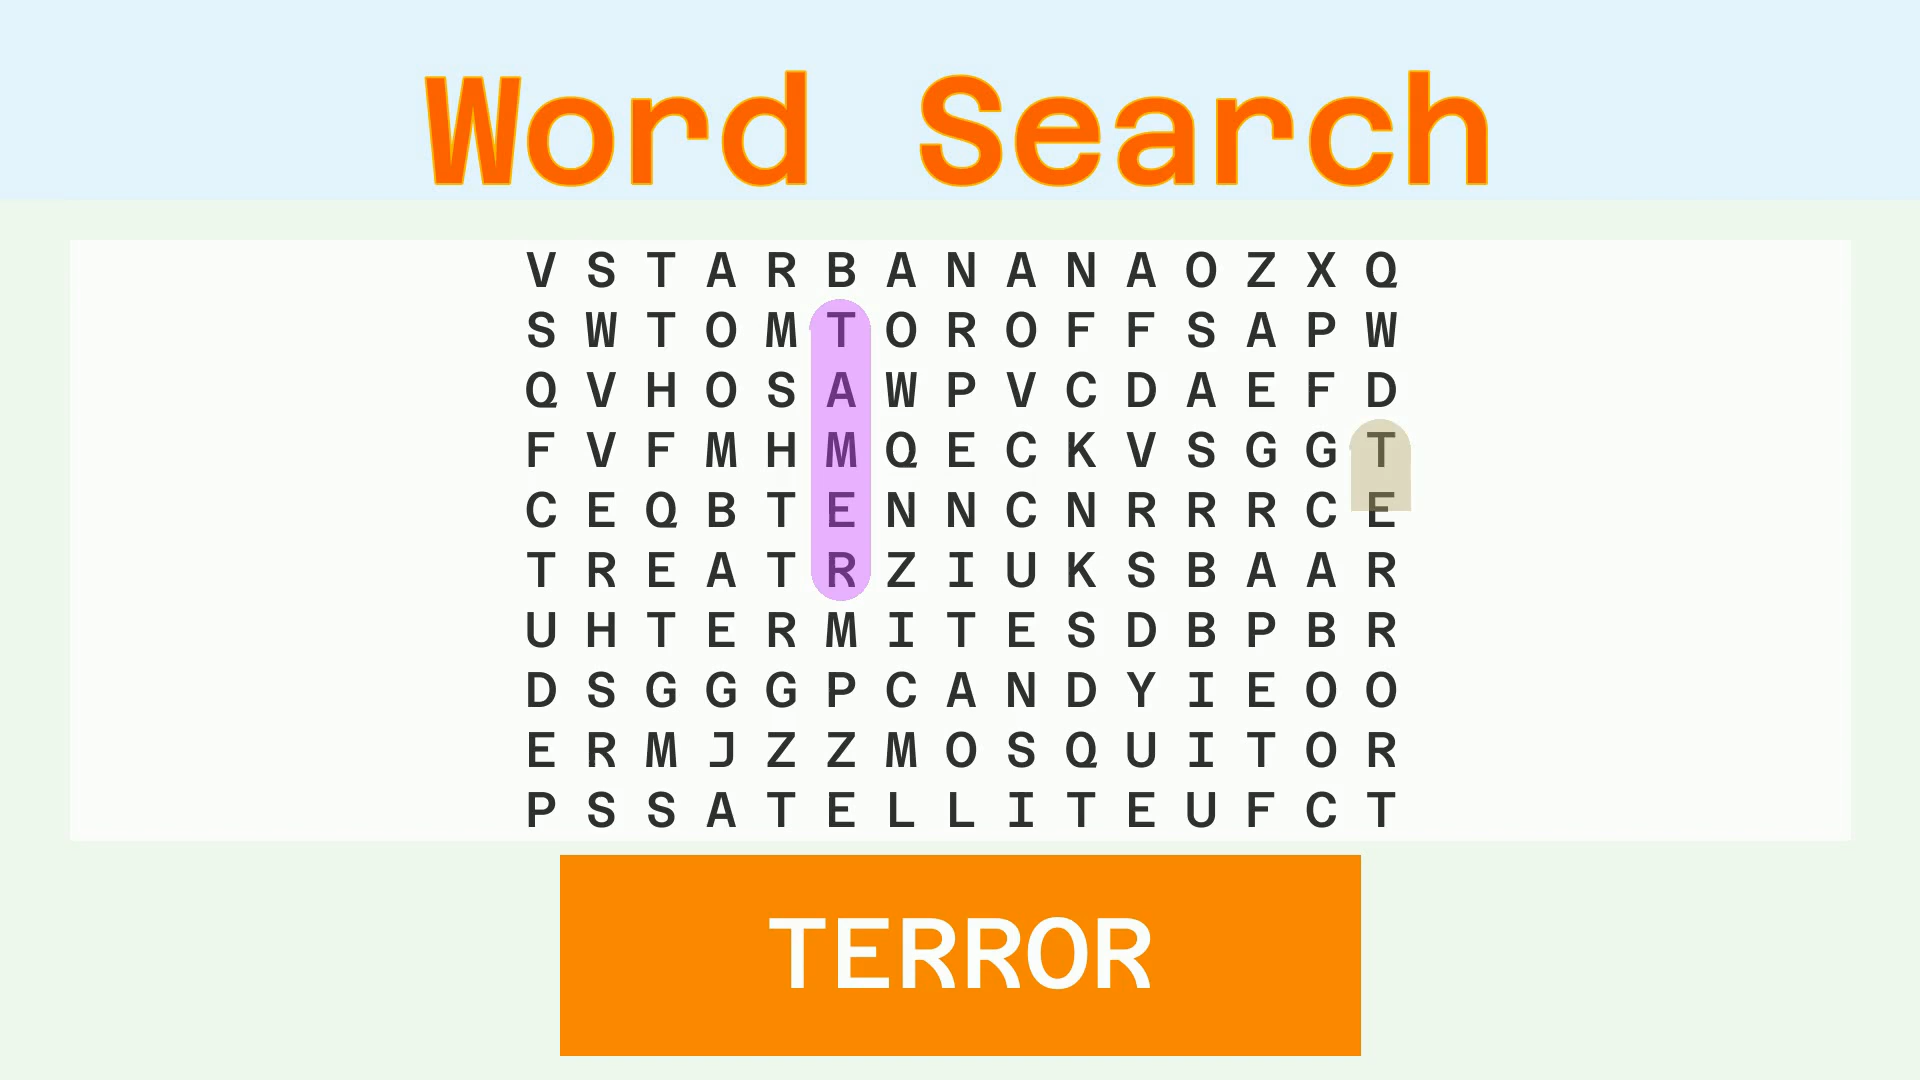 Word Search
V S T A R B A N A N A O Z X Q
S W T O M T O R O F F S A P W
Q V H O S A W P V C D A E F D
F V F M H M Q E C K V S G G T
C E Q B T E N N C N R R R C E
T R E A T R Z I U K S B A A R
U H T E R M I T E S D B P B R
D S G G G P C A N D Y I E O O
E R M J Z Z M O S Q U I T O R
P S S A T E L L I T E U F C T
TERROR